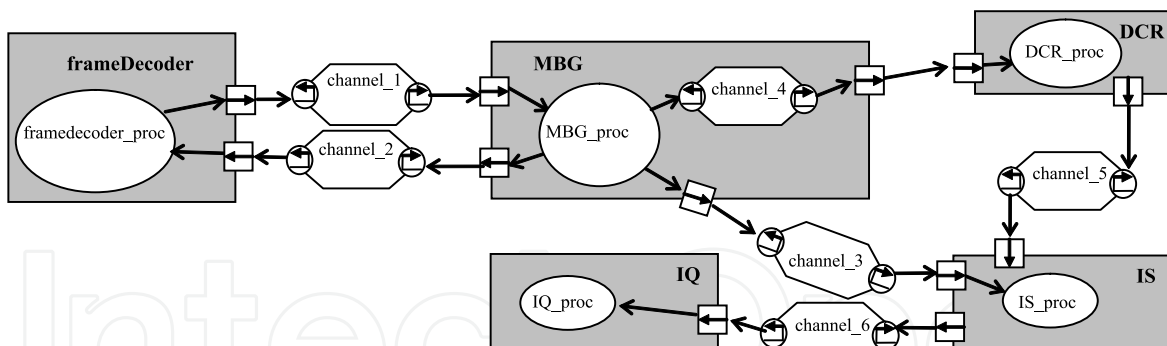 frameDecoder
MBG
DCR
channel_1
channel_4
DCR_proc
framedecoder_proc
MBG_proc
channel_2
channel_5
channel_3
IQ
IS
IQ_proc
IS_proc
channel_6